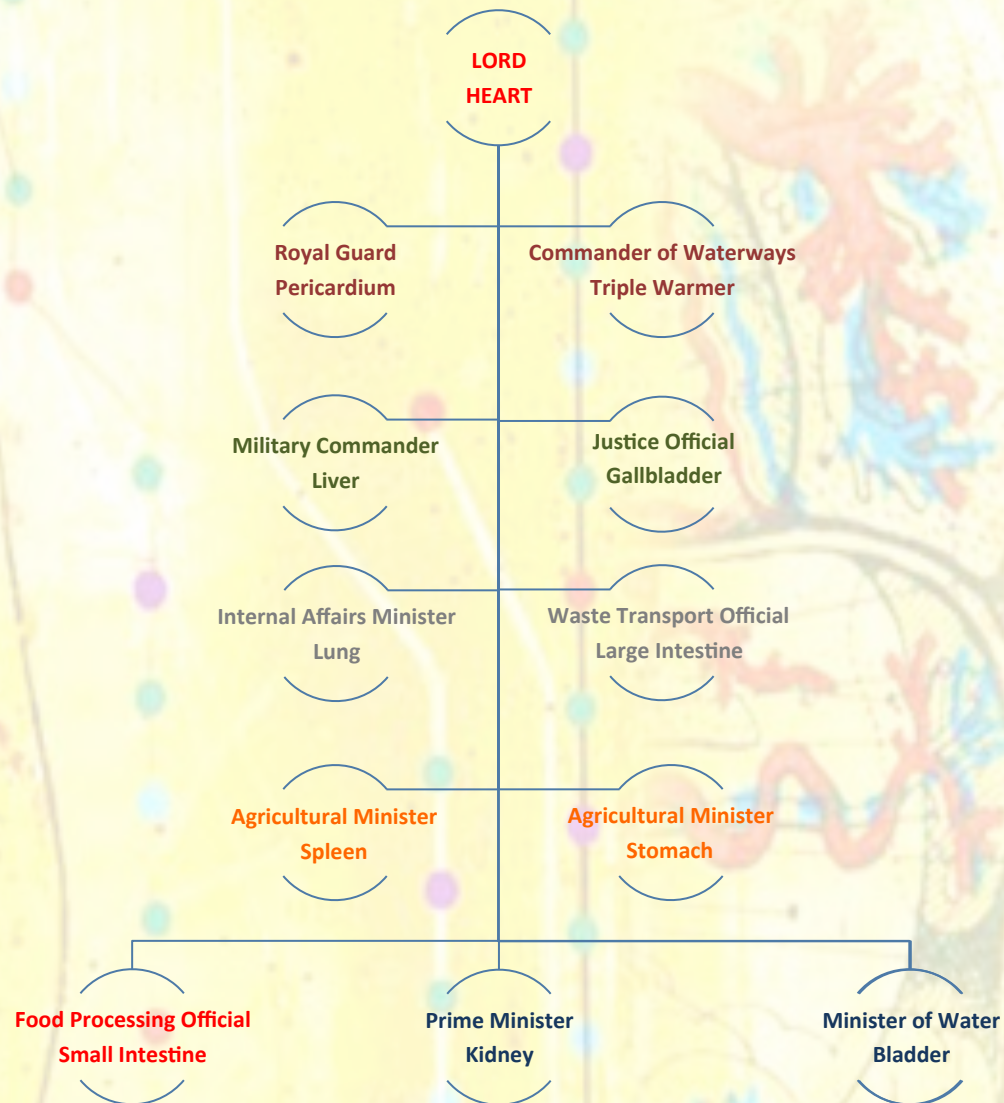 LORD
HEART
Royal Guard
Pericardium
Commander of Waterways
Triple Warmer
Military Commander
Liver
Justice Official
Gallbladder
Internal Affairs Minister
Lung
Waste Transport Official
Large Intestine
Agricultural Minister
Spleen
Agricultural Minister
Stomach
Food Processing Official
Small Intestine
Prime Minister
Kidney
Minister of Water
Bladder